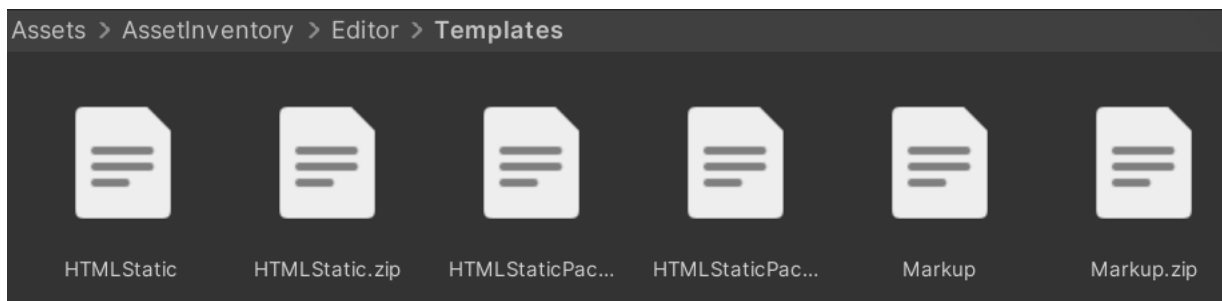 Assets > AssetInventory > Editor > Templates
HTMLStatic HTMLStatic.zip HTMLStaticPac... HTMLStaticPac... Markup Markup.zip